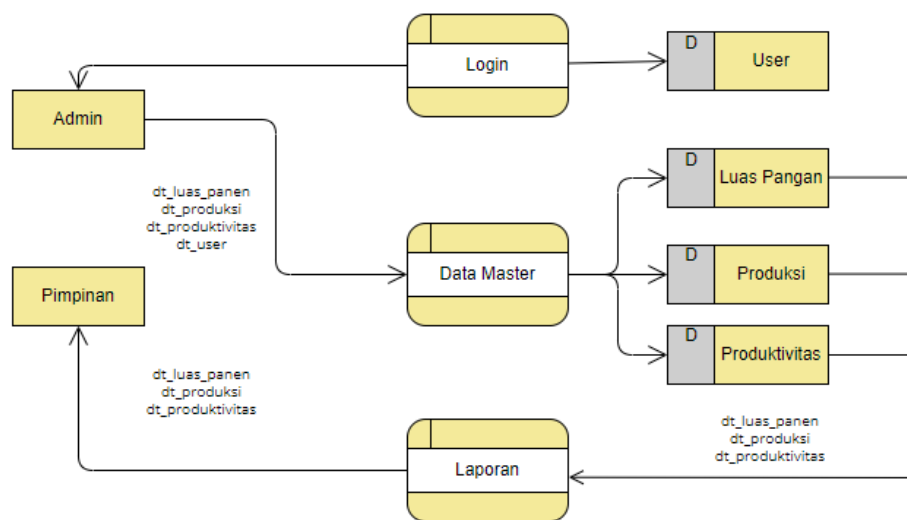 Login
D
User
Admin
dt_luas_panen
dt_produksi
dt_produktivitas
dt_user
D
Luas Pangan
Data Master
D
Produksi
Pimpinan
D
Produktivitas
dt_luas_panen
dt_produksi
dt_produktivitas
dt_luas_panen
dt_produksi
dt_produktivitas
Laporan